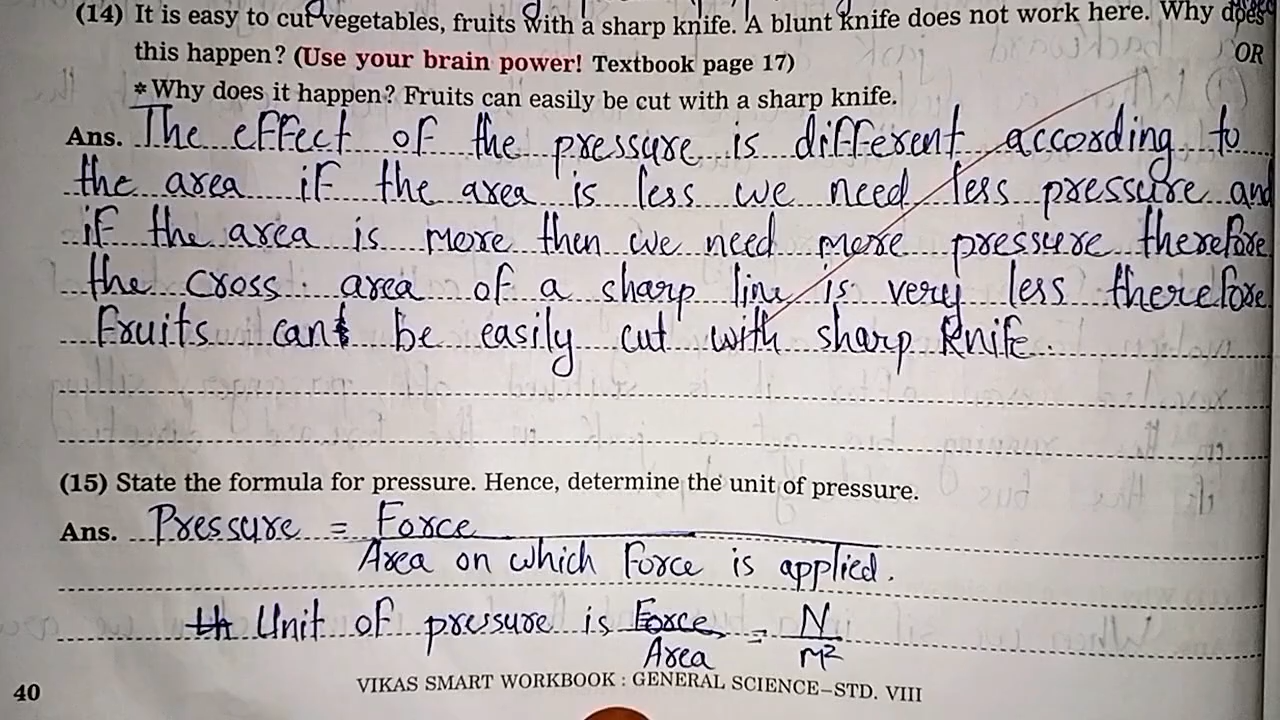 (14) It is easy to cut vegetables, fruits with a sharp knife. A blunt knife does not work here. Why does
this happen? (Use your brain power! Textbook page 17) OR
*Why does it happen? Fruits can easily be cut with a sharp knife.
Ans. The effect of the pressure is different according to
the area if the area is less we need less pressure and
if the area is more then we need more pressure therefore
the cross area of a sharp line is very less therefore
Fruits can be easily cut with sharp knife.
(15) State the formula for pressure. Hence, determine the unit of pressure.
Ans. Pressure = Force
Area on which Force is applied.
Unit of pressure is Force = N
Area m²
40 VIKAS SMART WORKBOOK : GENERAL SCIENCE–STD. VIII